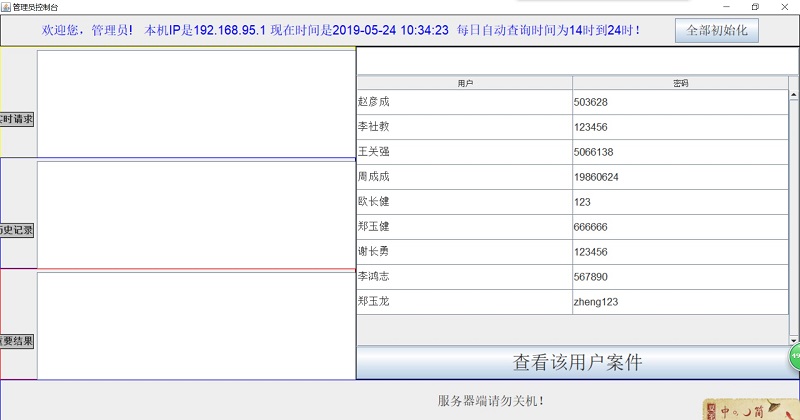 管理员控制台
欢迎您，管理员! 本机IP是192.168.95.1 现在时间是2019-05-24 10:34:23 每日自动查询时间为14时到24时！
全部初始化
实时请求
历史记录
重要结果
用户 密码
赵彦成 503628
李社教 123456
王关强 5066138
周成成 19860624
欧长健 123
郑玉健 666666
谢长勇 123456
李鸿志 567890
郑玉龙 zheng123
查看该用户案件
服务器端请勿关机！
中 简